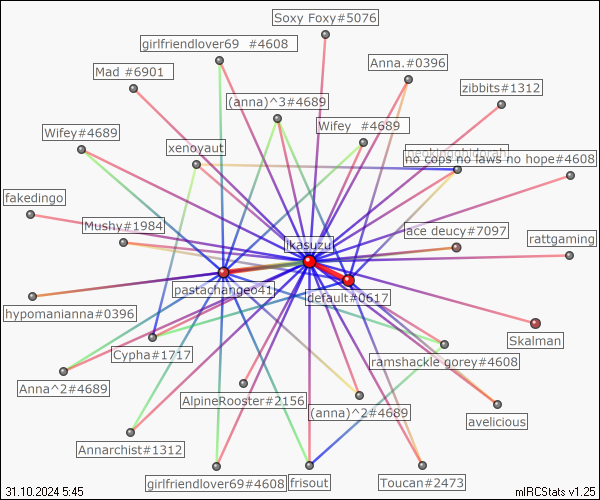 Soxy Foxy#5076
girlfriendlover69 #4608
Anna.#0396
Mad #6901
zibbits#1312
(anna)^3#4689
Wifey #4689
Wifey#4689
xenoyaut
no cops no laws no hope#4608
fakedingo
Mushy#1984
ace deucy#7097
rattgaming
ikasuzu
pastachangeo41
default#0617
hypomanianna#0396
Skalman
Cypha#1717
ramshackle gorey#4608
Anna^2#4689
AlpineRooster#2156
(anna)^2#4689
avelicious
Annarchist#1312
girlfriendlover69#4608
frisout
Toucan#2473
31.10.2024 5:45
mIRCStats v1.25